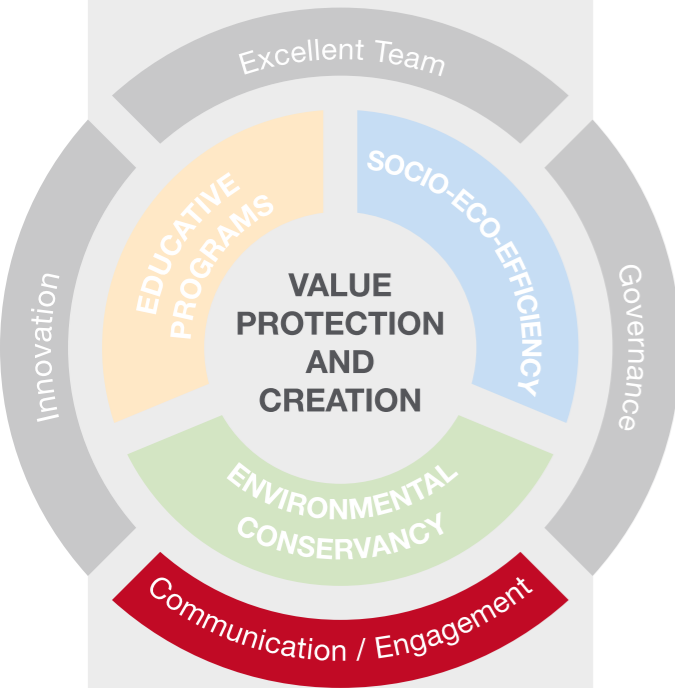 Excellent Team
EDUCATIVE
PROGRAMS
SOCIO-ECO-EFFICIENCY
Innovation
VALUE
PROTECTION
AND
CREATION
Governance
ENVIRONMENTAL
CONSERVANCY
Communication / Engagement